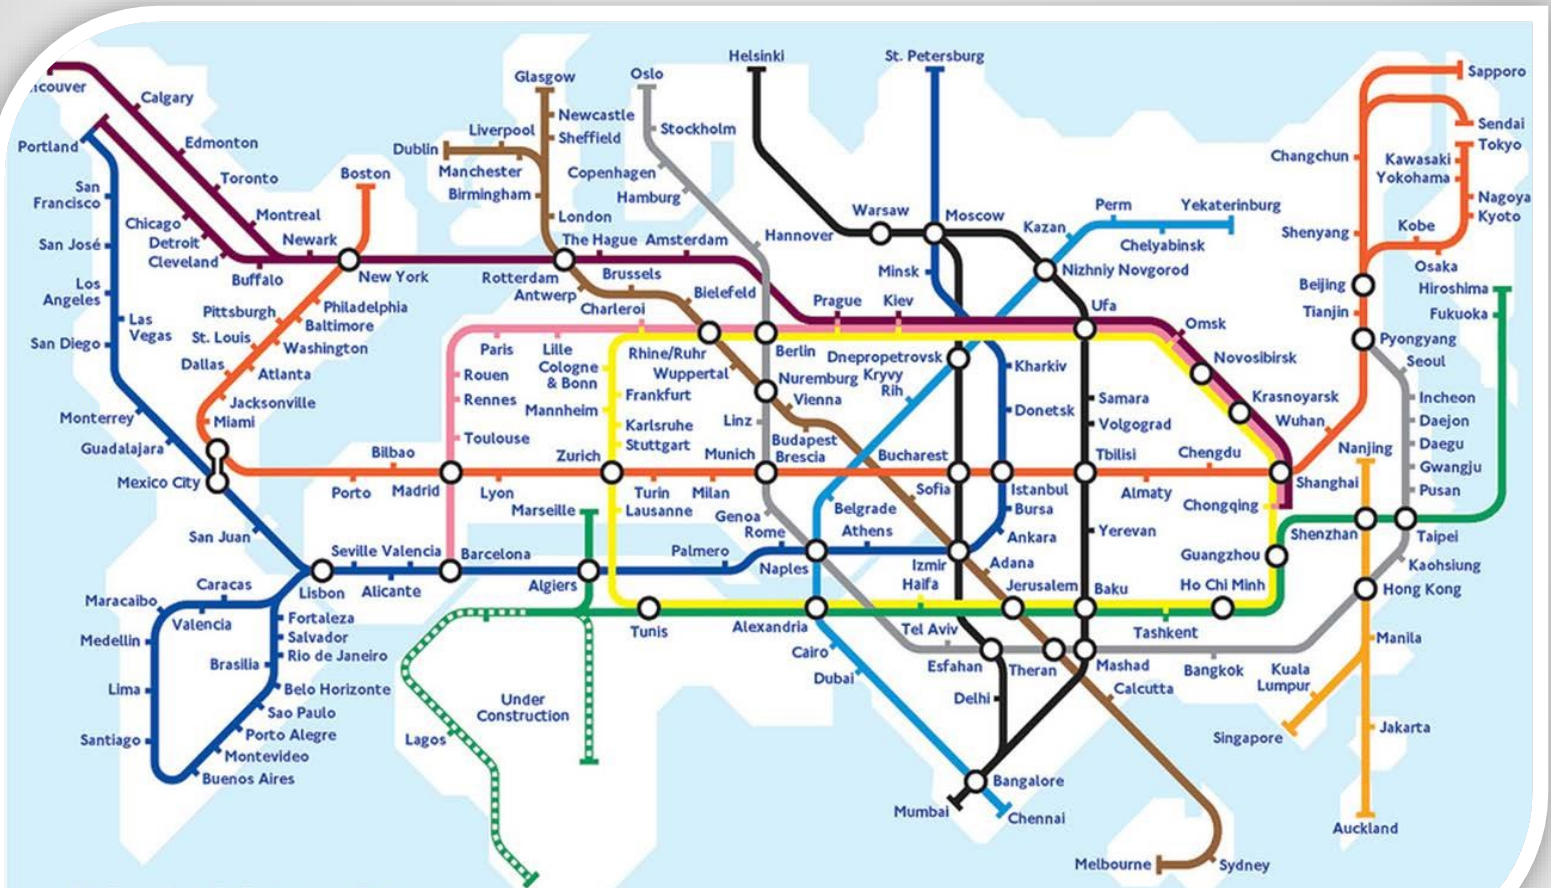 ncouver
Calgary
Edmonton
Toronto
Montreal
Portland
San
Francisco
San José
Los
Angeles
Las
Vegas
San Diego
Monterrey
Guadalajara
Mexico City
San Juan
Chicago
Detroit
Cleveland
Buffalo
Newark
Boston
New York
Philadelphia
Pittsburgh
Baltimore
St. Louis
Washington
Dallas
Atlanta
Jacksonville
Miami
Caracas
Maracaibo
Valencia
Medellin
Lima
Santiago
Fortaleza
Salvador
Rio de Janeiro
Brasilia
Belo Horizonte
Sao Paulo
Porto Alegre
Montevideo
Buenos Aires
Glasgow
Newcastle
Sheffield
Liverpool
Dublin
Manchester
Birmingham
London
Oslo
Stockholm
Copenhagen
Hamburg
Hannover
Helsinki
St. Petersburg
Warsaw
Moscow
Minsk
Kazan
Perm
Yekaterinburg
Chelyabinsk
Nizhniy Novgorod
The Hague
Amsterdam
Rotterdam
Brussels
Antwerp
Charleroi
Bielefeld
Prague
Kiev
Ufa
Omsk
Novosibirsk
Krasnoyarsk
Paris
Lille
Rouen
Rennes
Toulouse
Cologne
& Bonn
Rhine/Ruhr
Wuppertal
Berlin
Dnepropetrovsk
Kryvy
Rih
Kharkiv
Donetsk
Frankfurt
Mannheim
Karlsruhe
Stuttgart
Nuremburg
Vienna
Linz
Budapest
Brescia
Munich
Zurich
Samara
Volgograd
Bilbao
Porto
Madrid
Lyon
Turin
Milan
Lausanne
Marseille
Genoa
Rome
Bucharest
Sofia
Istanbul
Bursa
Ankara
Tbilisi
Almaty
Chengdu
Chongqing
Shanghai
Wuhan
Belgrade
Athens
Yerevan
Seville
Valencia
Alicante
Lisbon
Barcelona
Algiers
Palmero
Naples
Izmir
Haifa
Adana
Jerusalem
Baku
Guangzhou
Ho Chi Minh
Tunis
Alexandria
Tel Aviv
Tashkent
Cairo
Dubai
Esfahan
Theran
Mashad
Bangkok
Calcutta
Delhi
Bangalore
Mumbai
Chennai
Lagos
Under
Construction
Sapporo
Sendai
Tokyo
Kawasaki
Yokohama
Nagoya
Kyoto
Kobe
Osaka
Hiroshima
Fukuoka
Changchun
Shenyang
Beijing
Tianjin
Pyongyang
Seoul
Incheon
Daejon
Daegu
Gwangju
Pusan
Nanjing
Shenzhan
Taipei
Kaohsiung
Hong Kong
Manila
Kuala
Lumpur
Singapore
Jakarta
Auckland
Melbourne
Sydney